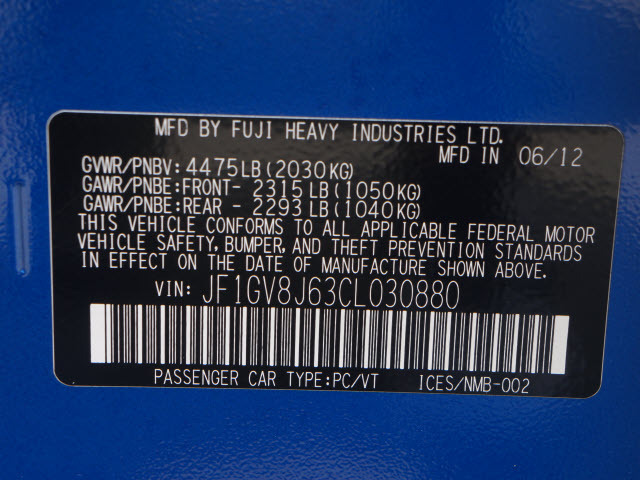 MFD BY FUJI HEAVY INDUSTRIES LTD.
MFD IN 06/12
GVWR/PNBV: 4475LB(2030KG)
GAWR/PNBE:FRONT- 2315LB(1050KG)
GAWR/PNBE:REAR - 2293LB(1040KG)
THIS VEHICLE CONFORMS TO ALL APPLICABLE FEDERAL MOTOR
VEHICLE SAFETY, BUMPER, AND THEFT PREVENTION STANDARDS
IN EFFECT ON THE DATE OF MANUFACTURE SHOWN ABOVE.
VIN: JF1GV8J63CL030880
PASSENGER CAR TYPE:PC/VT ICES/NMB-002